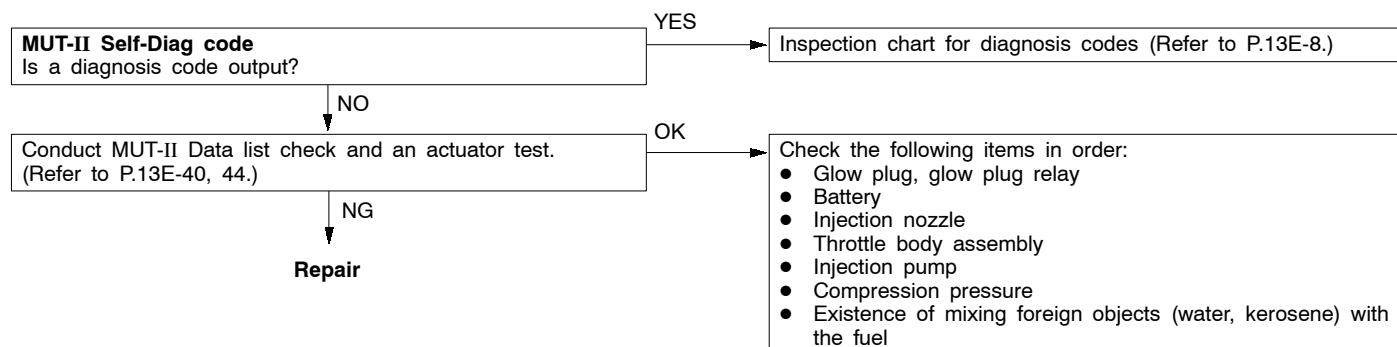 YES
MUT-II Self-Diag code
Is a diagnosis code output?
Inspection chart for diagnosis codes (Refer to P.13E-8.)
NO
OK
Conduct MUT-II Data list check and an actuator test.
(Refer to P.13E-40, 44.)
Check the following items in order:
● Glow plug, glow plug relay
● Battery
● Injection nozzle
● Throttle body assembly
● Injection pump
● Compression pressure
● Existence of mixing foreign objects (water, kerosene) with
the fuel
NG
Repair